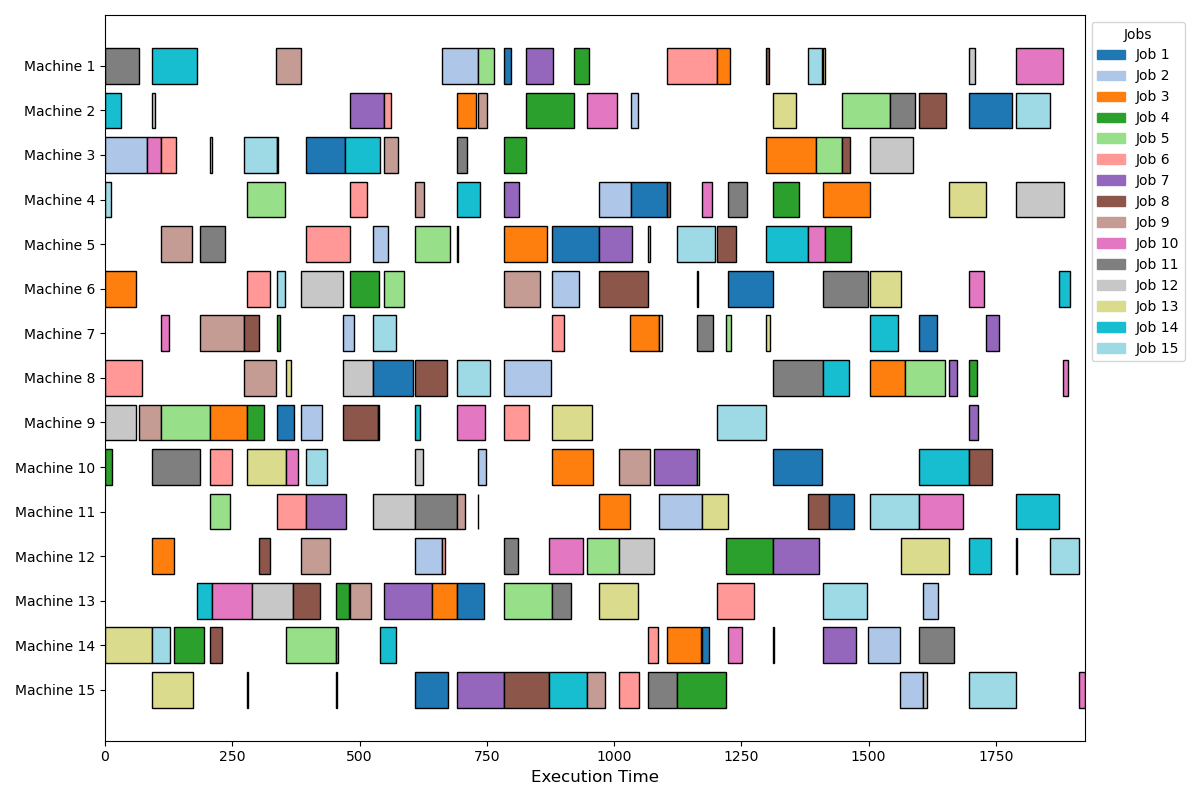 Machine 1
Machine 2
Machine 3
Machine 4
Machine 5
Machine 6
Machine 7
Machine 8
Machine 9
Machine 10
Machine 11
Machine 12
Machine 13
Machine 14
Machine 15
0 250 500 750 1000 1250 1500 1750
Execution Time
Jobs
Job 1
Job 2
Job 3
Job 4
Job 5
Job 6
Job 7
Job 8
Job 9
Job 10
Job 11
Job 12
Job 13
Job 14
Job 15